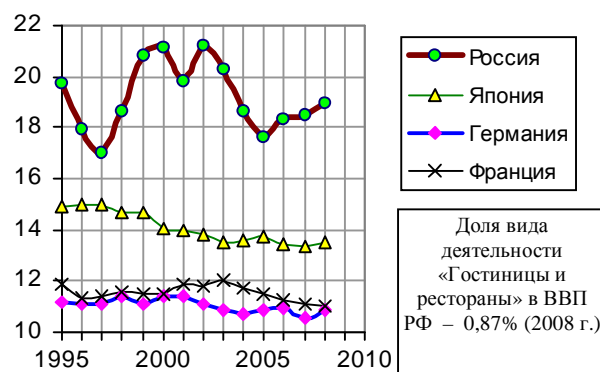 22
20
18
16
14
12
10
1995 2000 2005 2010
Россия
Япония
Германия
Франция
Доля вида
деятельности
«Гостиницы и
рестораны» в ВВП
РФ – 0,87% (2008 г.)